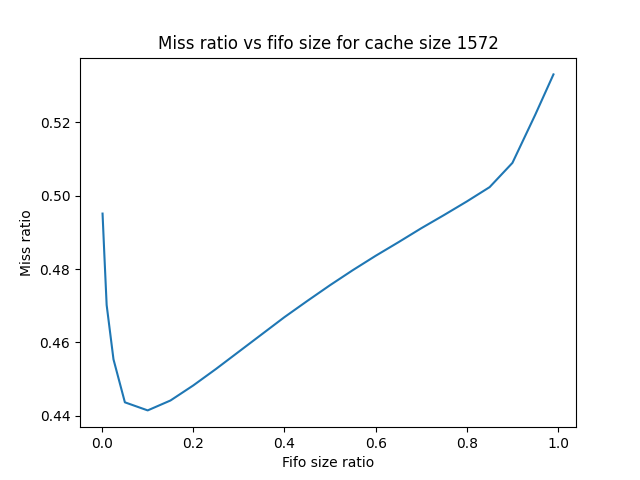 Miss ratio vs fifo size for cache size 1572
0.52
0.50
0.48
0.46
0.44
Miss ratio
0.0 0.2 0.4 0.6 0.8 1.0
Fifo size ratio